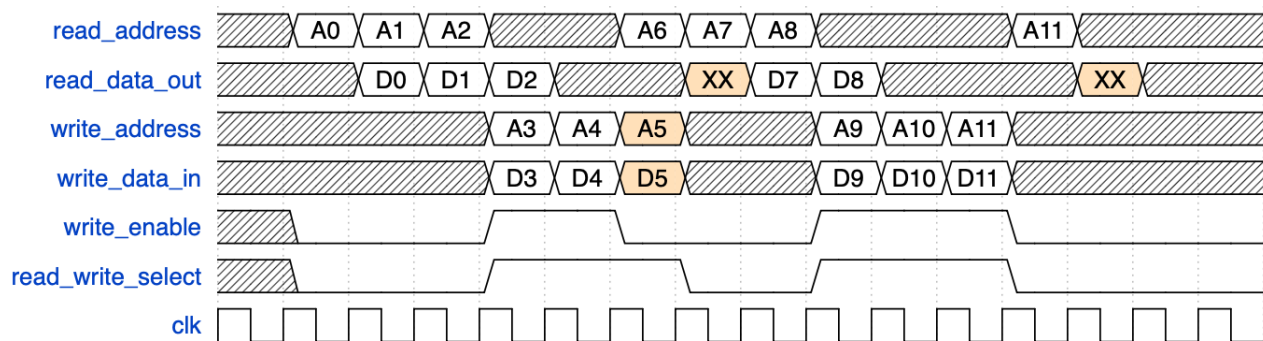 read_address A0 A1 A2 A6 A7 A8 A11
read_data_out D0 D1 D2 XX D7 D8 XX
write_address A3 A4 A5 A9 A10 A11
write_data_in D3 D4 D5 D9 D10 D11
write_enable
read_write_select
clk